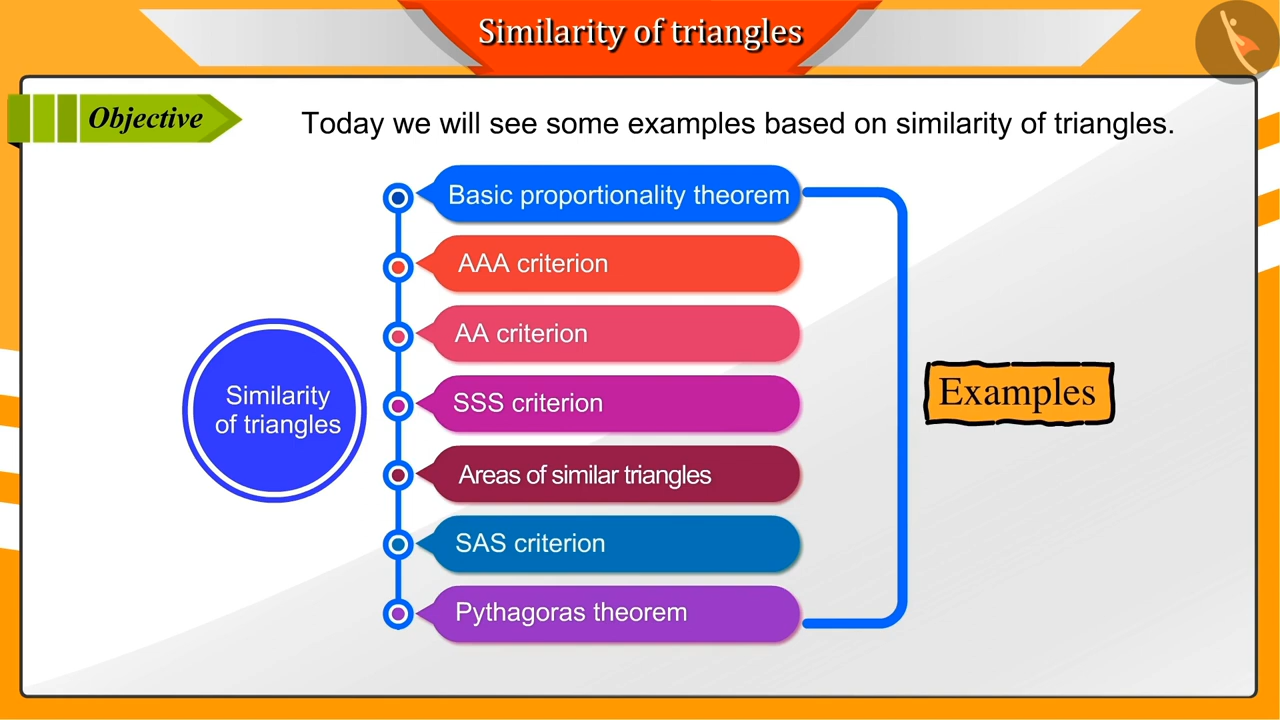 Similarity of triangles
Objective
Today we will see some examples based on similarity of triangles.
Basic proportionality theorem
AAA criterion
AA criterion
SSS criterion
Similarity
of triangles
Examples
Areas of similar triangles
SAS criterion
Pythagoras theorem